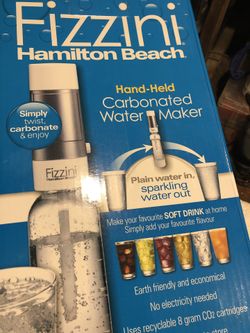 Fizzini
Hamilton Beach
Hand-Held
Carbonated
Water Maker
Simply
twist,
carbonate
& enjoy
Fizzini
Hamilton Beach
Plain water in,
sparkling
water out
Make your favourite SOFT DRINK at home
Simply add your favourite flavour
Earth friendly and economical
No electricity needed
Uses recyclable 8 gram CO2 cartridges